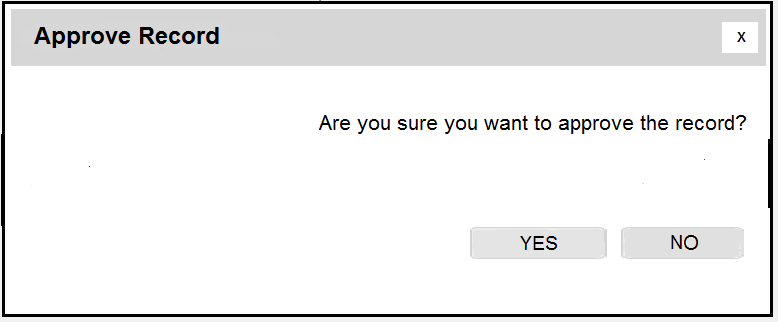 Approve Record
x
Are you sure you want to approve the record?
YES
NO